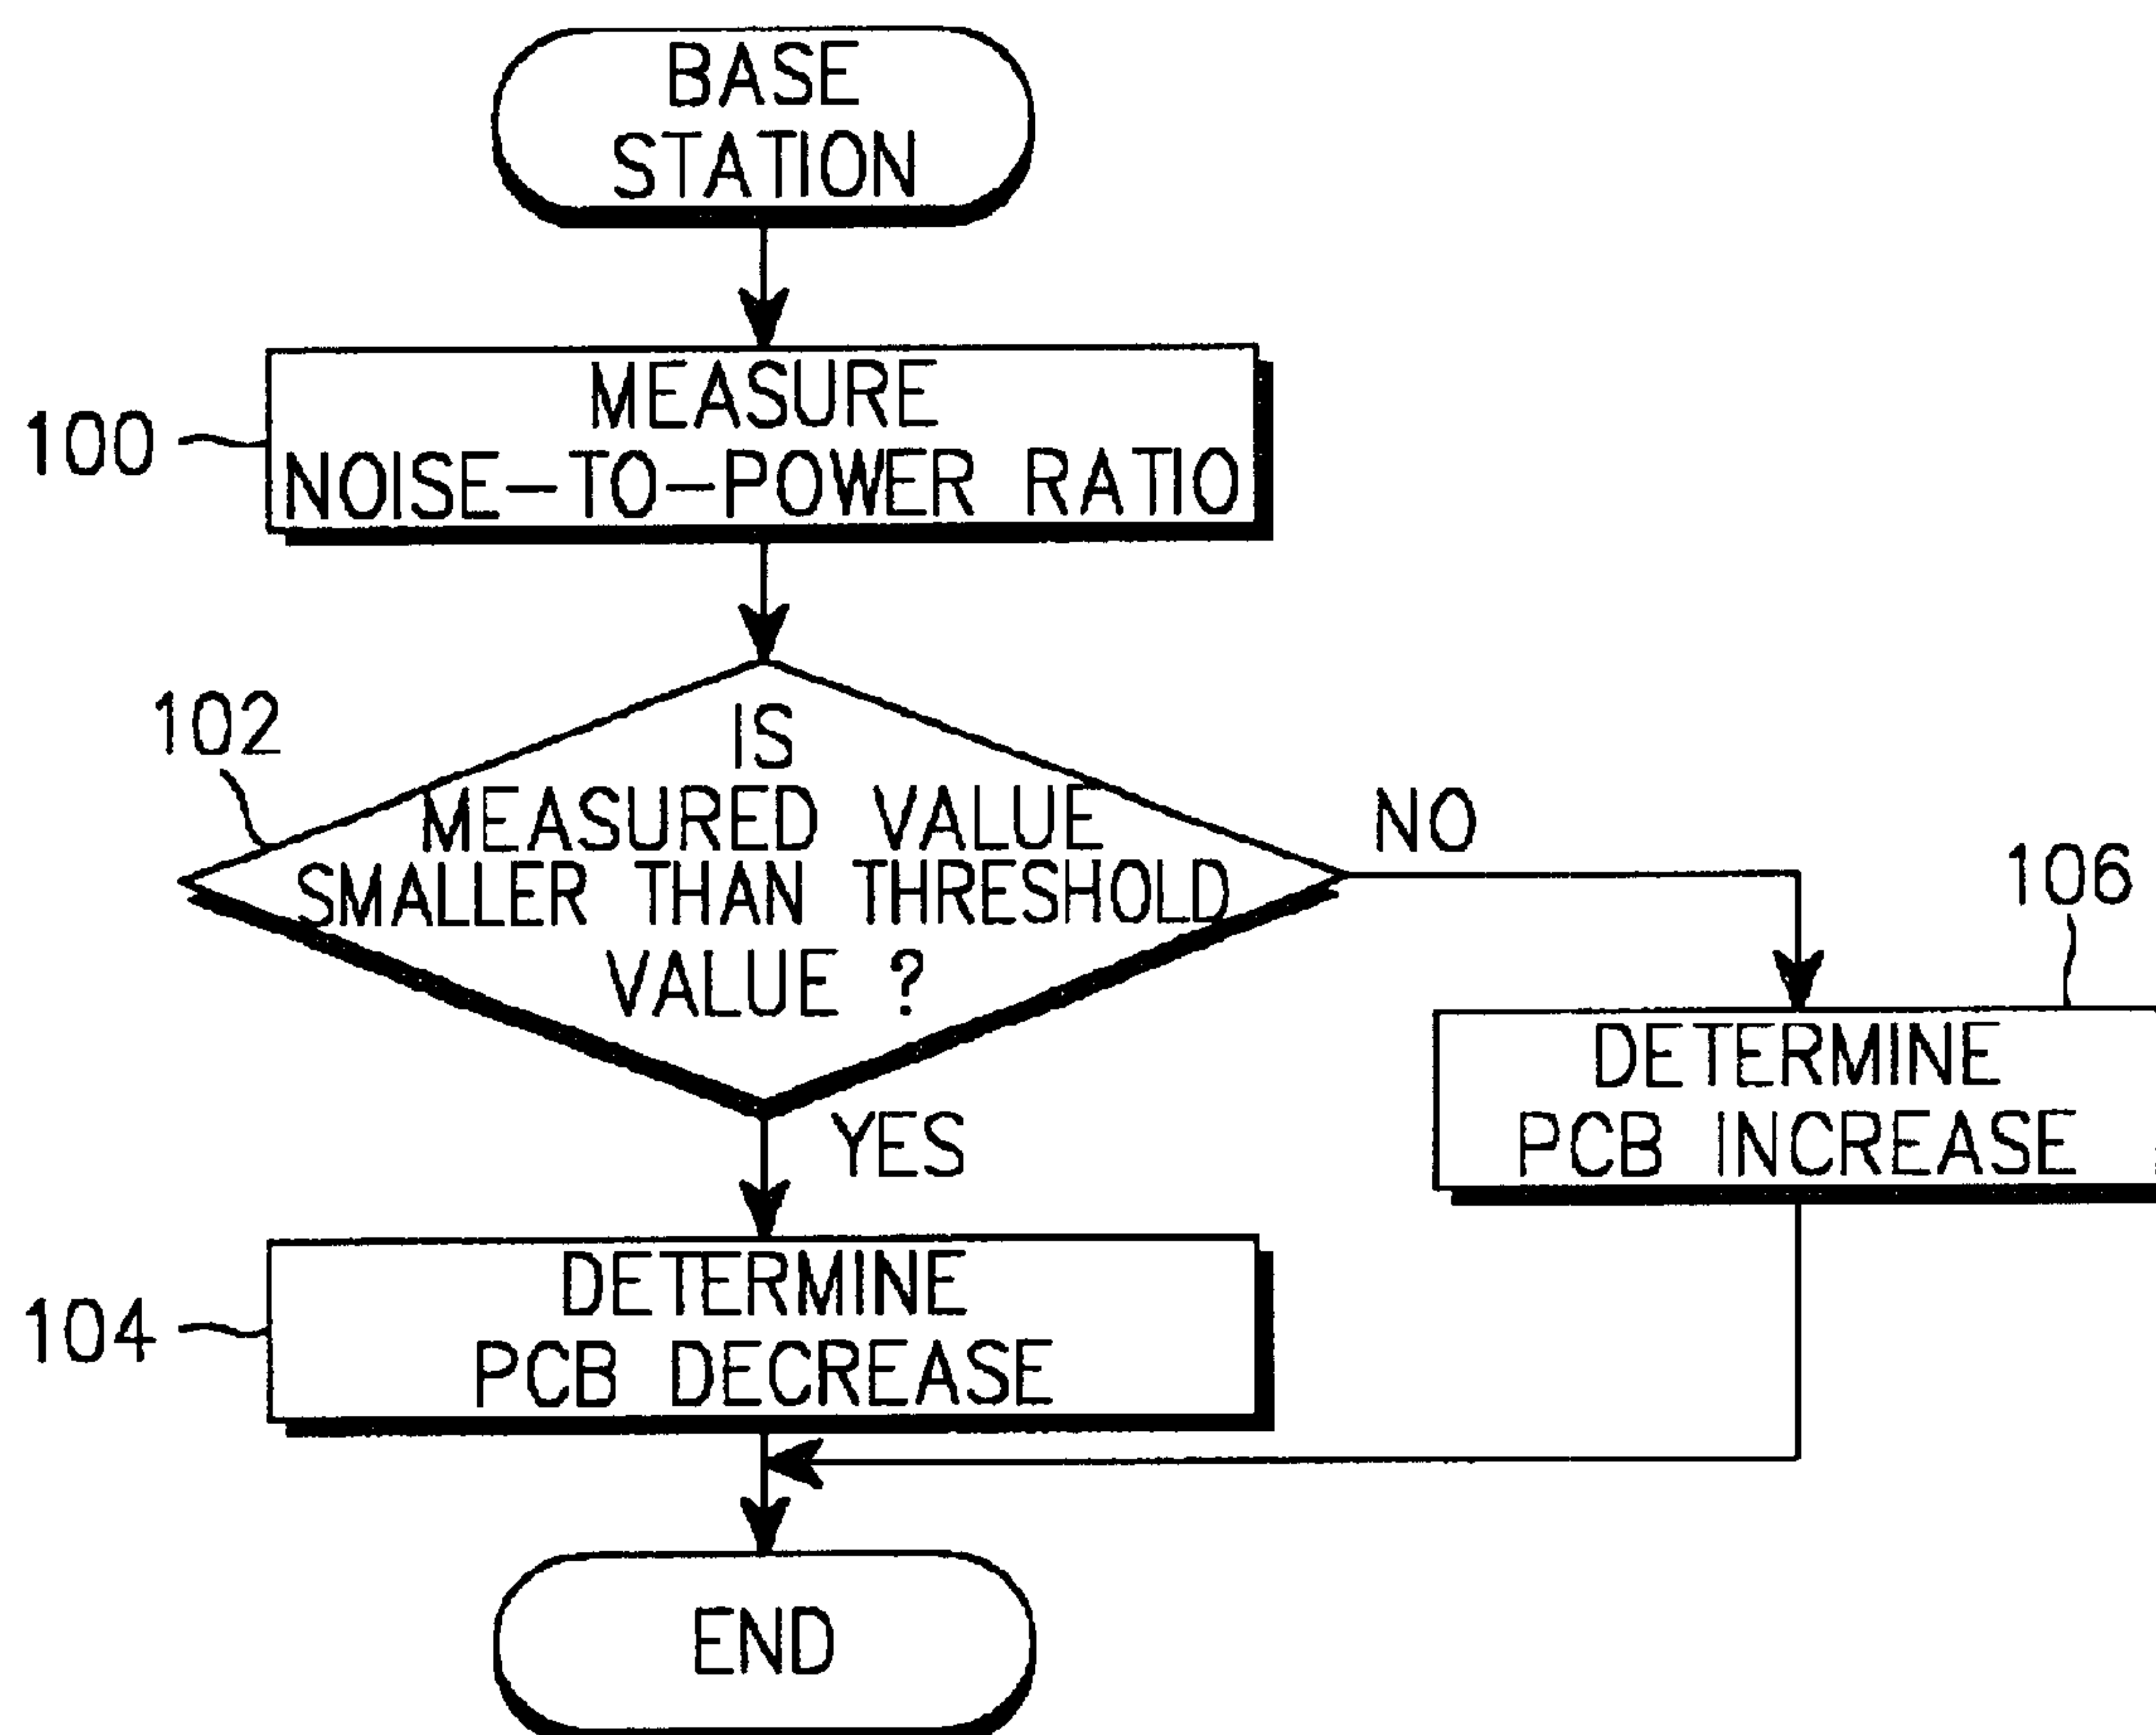 BASE
STATION
100
MEASURE
NOISE-TO-POWER RATIO
102
IS
MEASURED VALUE
SMALLER THAN THRESHOLD
VALUE ?
NO
106
DETERMINE
PCB INCREASE
YES
104
DETERMINE
PCB DECREASE
END